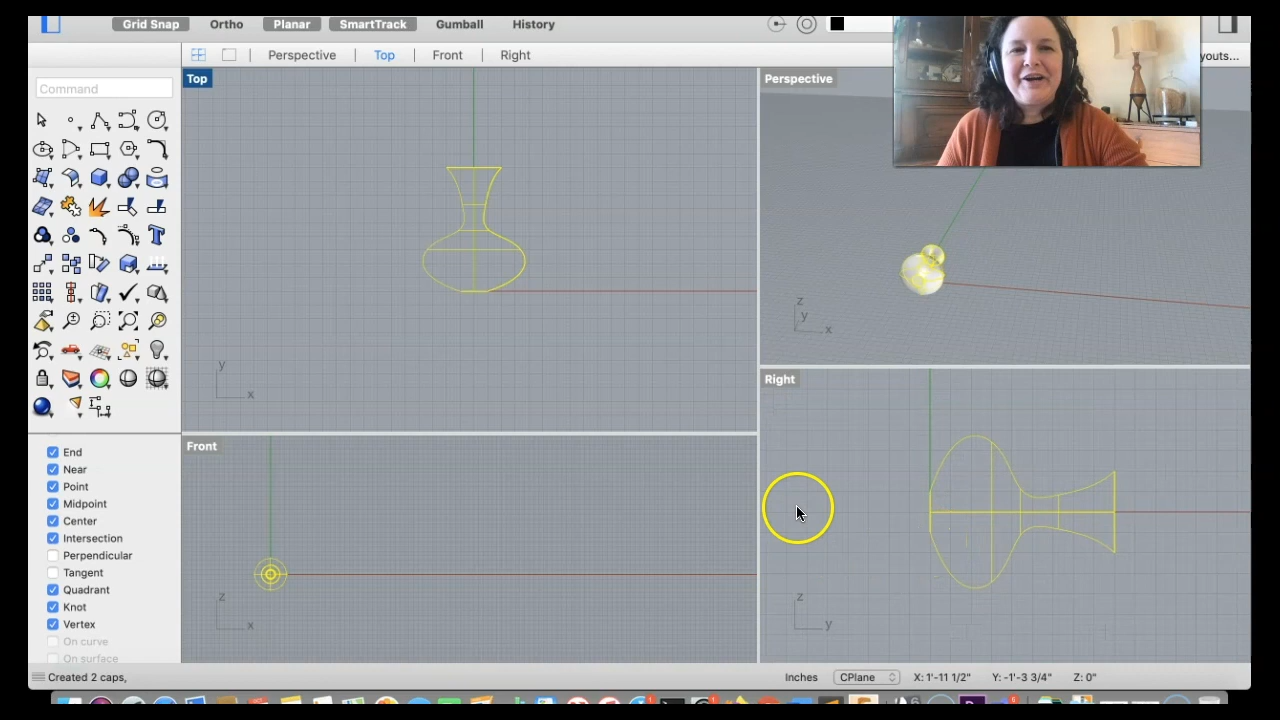 Grid Snap Ortho Planar SmartTrack Gumball History
Perspective Top Front Right
youts...
Command
Top
Perspective
y
x
z
y
x
Front
Right
z
x
z
y
End
Near
Point
Midpoint
Center
Intersection
Perpendicular
Tangent
Quadrant
Knot
Vertex
On curve
On surface
Created 2 caps,
Inches CPlane X: 1'-11 1/2" Y: -1'-3 3/4" Z: 0"